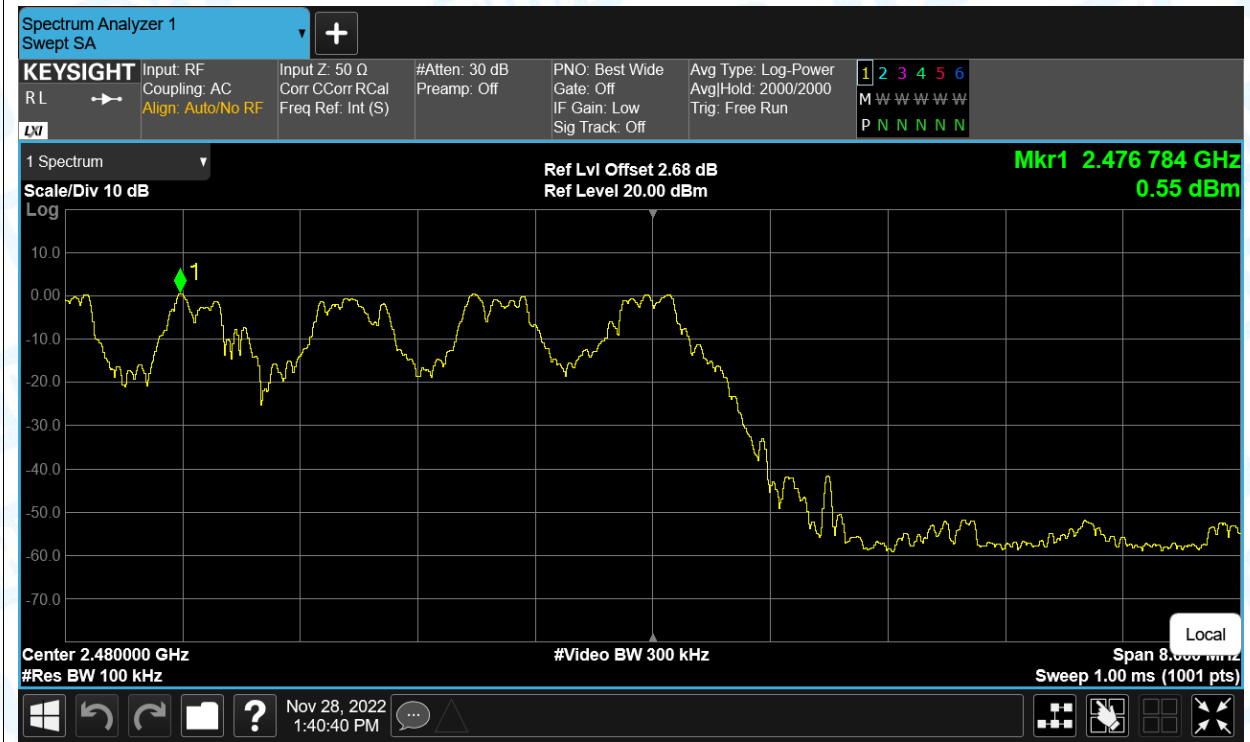 Spectrum Analyzer 1
Swept SA
KEYSIGHT
R L
LXI
Input: RF
Coupling: AC
Align: Auto/No RF
Input Z: 50 Ω
Corr CCorr RCal
Freq Ref: Int (S)
#Atten: 30 dB
Preamp: Off
PNO: Best Wide
Gate: Off
IF Gain: Low
Sig Track: Off
Avg Type: Log-Power
Avg|Hold: 2000/2000
Trig: Free Run
1 2 3 4 5 6
M W W W W W
P N N N N N
1 Spectrum
Scale/Div 10 dB
Ref Lvl Offset 2.68 dB
Ref Level 20.00 dBm
Mkr1 2.476 784 GHz
0.55 dBm
Log
10.0
1
0.00
-10.0
-20.0
-30.0
-40.0
-50.0
-60.0
-70.0
Local
Center 2.480000 GHz
#Video BW 300 kHz
Span 8.000 MHz
#Res BW 100 kHz
Sweep 1.00 ms (1001 pts)
?
Nov 28, 2022
1:40:40 PM